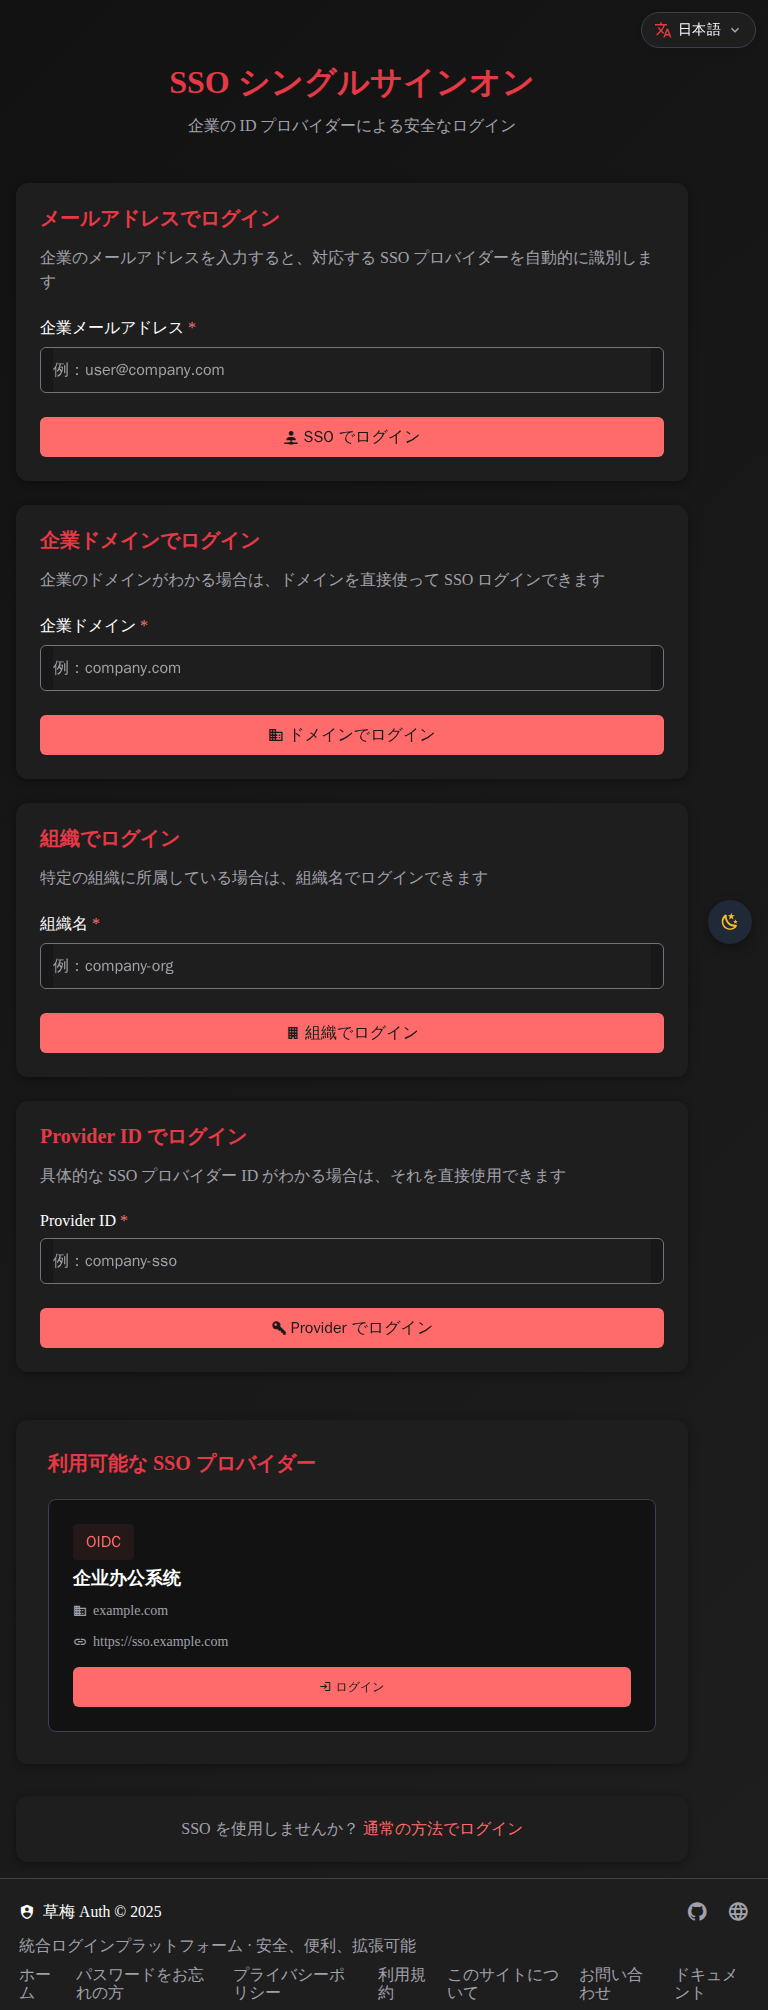 日本語
SSO シングルサインオン
企業の ID プロバイダーによる安全なログイン
メールアドレスでログイン
企業のメールアドレスを入力すると、対応する SSO プロバイダーを自動的に識別しま
す
企業メールアドレス *
例：user@company.com
SSO でログイン
企業ドメインでログイン
企業のドメインがわかる場合は、ドメインを直接使って SSO ログインできます
企業ドメイン *
例：company.com
ドメインでログイン
組織でログイン
特定の組織に所属している場合は、組織名でログインできます
組織名 *
例：company-org
組織でログイン
Provider ID でログイン
具体的な SSO プロバイダー ID がわかる場合は、それを直接使用できます
Provider ID *
例：company-sso
Provider でログイン
利用可能な SSO プロバイダー
OIDC
企业办公系统
example.com
https://sso.example.com
ログイン
SSO を使用しませんか？ 通常の方法でログイン
草梅 Auth © 2025
統合ログインプラットフォーム · 安全、便利、拡張可能
ホー
ム
パスワードをお忘
れの方
プライバシーポ
リシー
利用規
約
このサイトにつ
いて
お問い合
わせ
ドキュメ
ント